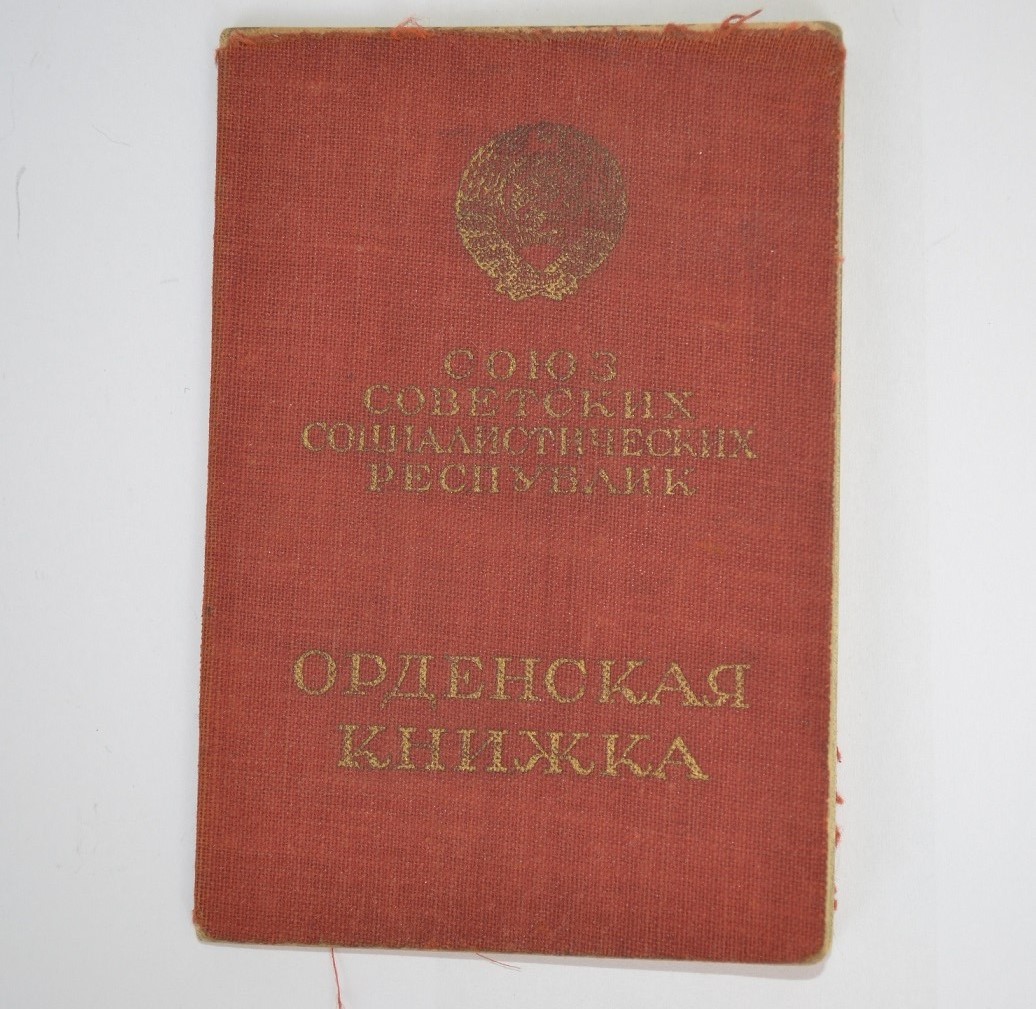 СОЮЗ
СОВЕТСКИХ
СОЦИАЛИСТИЧЕСКИХ
РЕСПУБЛИК
ОРДЕНСКАЯ
КНИЖКА